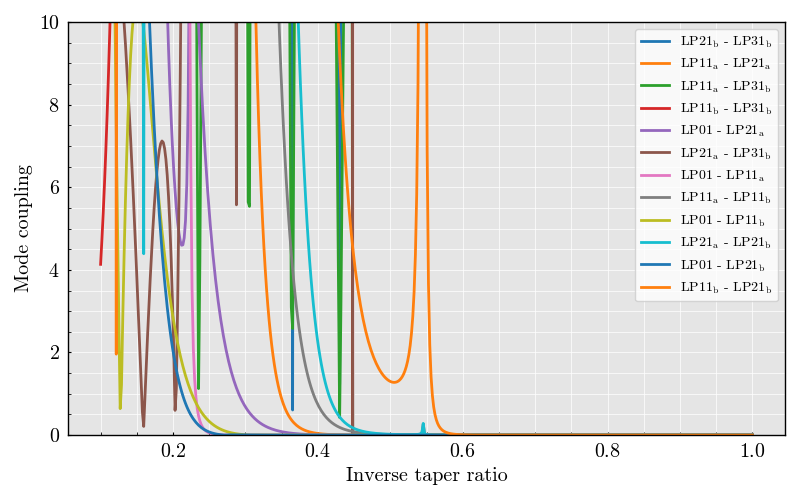 10
8
6
4
2
0
Mode coupling
0.2
0.4
0.6
0.8
1.0
Inverse taper ratio
LP21b - LP31b
LP11a - LP21a
LP11a - LP31b
LP11b - LP31b
LP01 - LP21a
LP21a - LP31b
LP01 - LP11a
LP11a - LP11b
LP01 - LP11b
LP21a - LP21b
LP01 - LP21b
LP11b - LP21b